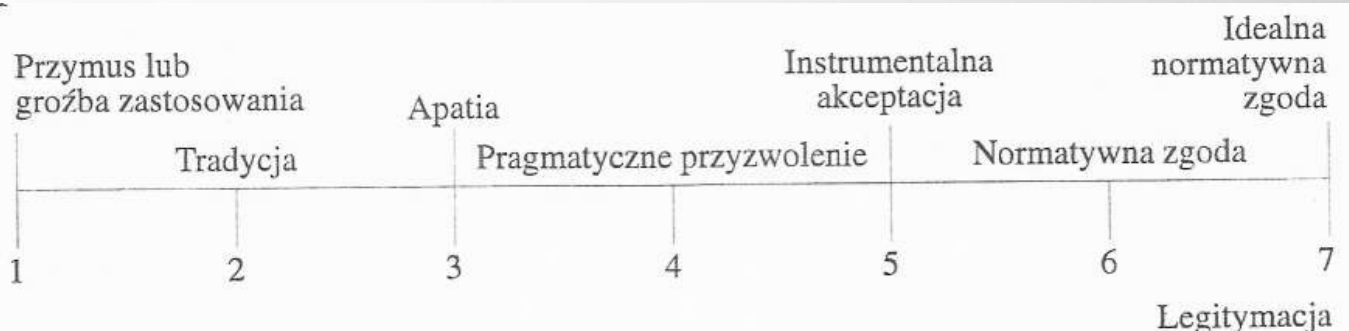 Przymus lub
groźba zastosowania
Tradycja
Apatia
Pragmatyczne przyzwolenie
Instrumentalna
akceptacja
Normatywna zgoda
Idealna
normatywna
zgoda
1 2 3 4 5 6 7
Legitymacja